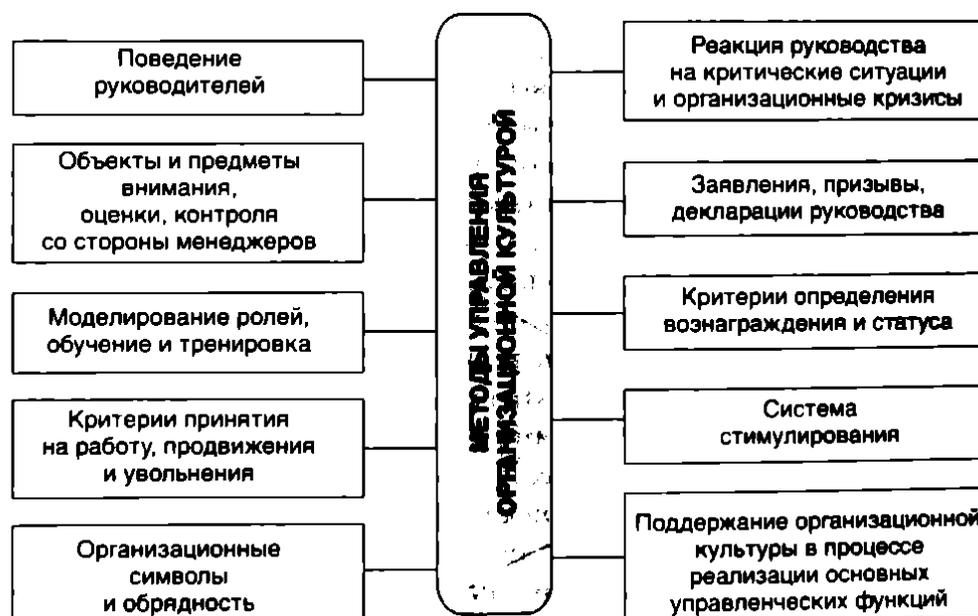 Поведение
руководителей
Объекты и предметы
внимания,
оценки, контроля
со стороны менеджеров
Моделирование ролей,
обучение и тренировка
Критерии принятия
на работу, продвижения
и увольнения
Организационные
символы
и обрядность
МЕТОДЫ УПРАВЛЕНИЯ
ОРГАНИЗАЦИОННОЙ КУЛЬТУРОЙ
Реакция руководства
на критические ситуации
и организационные кризисы
Заявления, призывы,
декларации руководства
Критерии определения
вознаграждения и статуса
Система
стимулирования
Поддержание организационной
культуры в процессе
реализации основных
управленческих функций